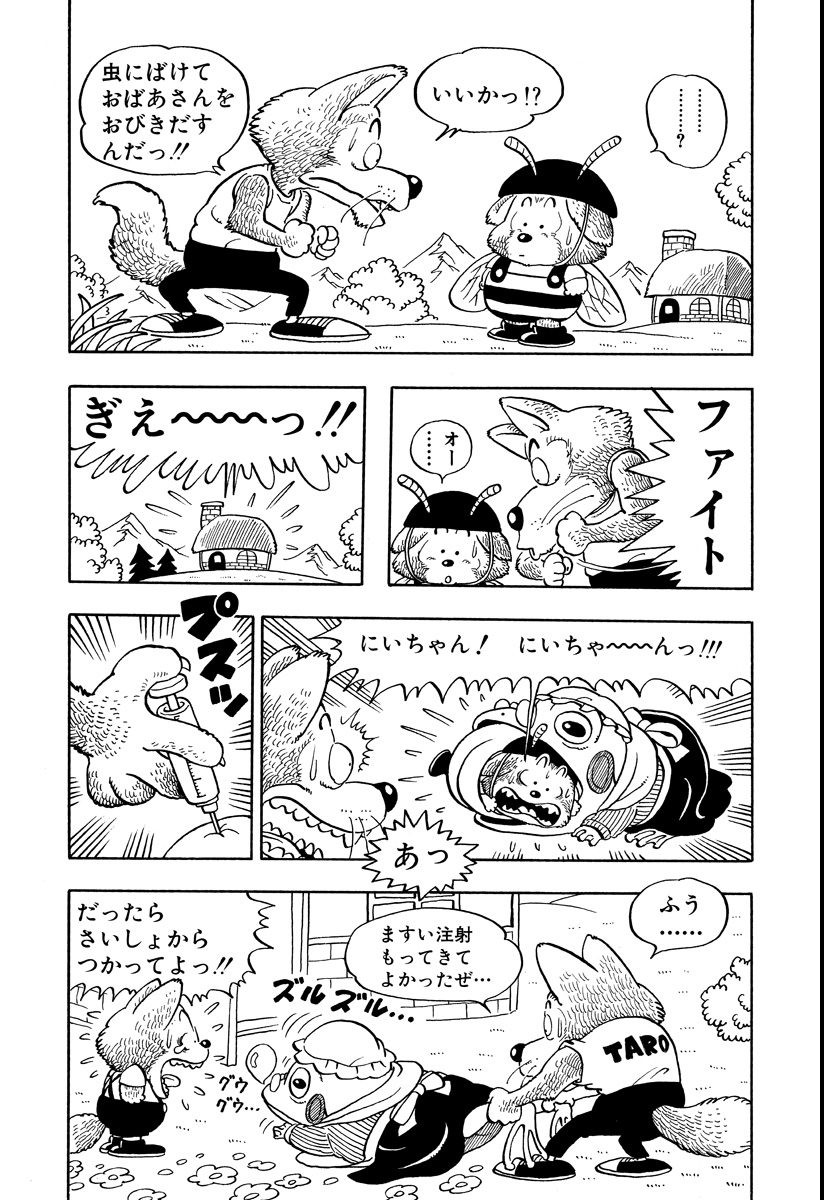 ………
?
いいかっ!?
虫にばけて
おばあさんを
おびきだす
んだっ!!
ファイト
ォー
……
ぎえ〜〜〜〜っ!!
にいちゃん! にいちゃ〜〜〜んっ!!!
あっ
プスッ
ふう
……
ますい注射
もってきて
よかったぜ…
TARO
ズルズル…
グウ
グウ…
だったら
さいしょから
つかってよっ!!